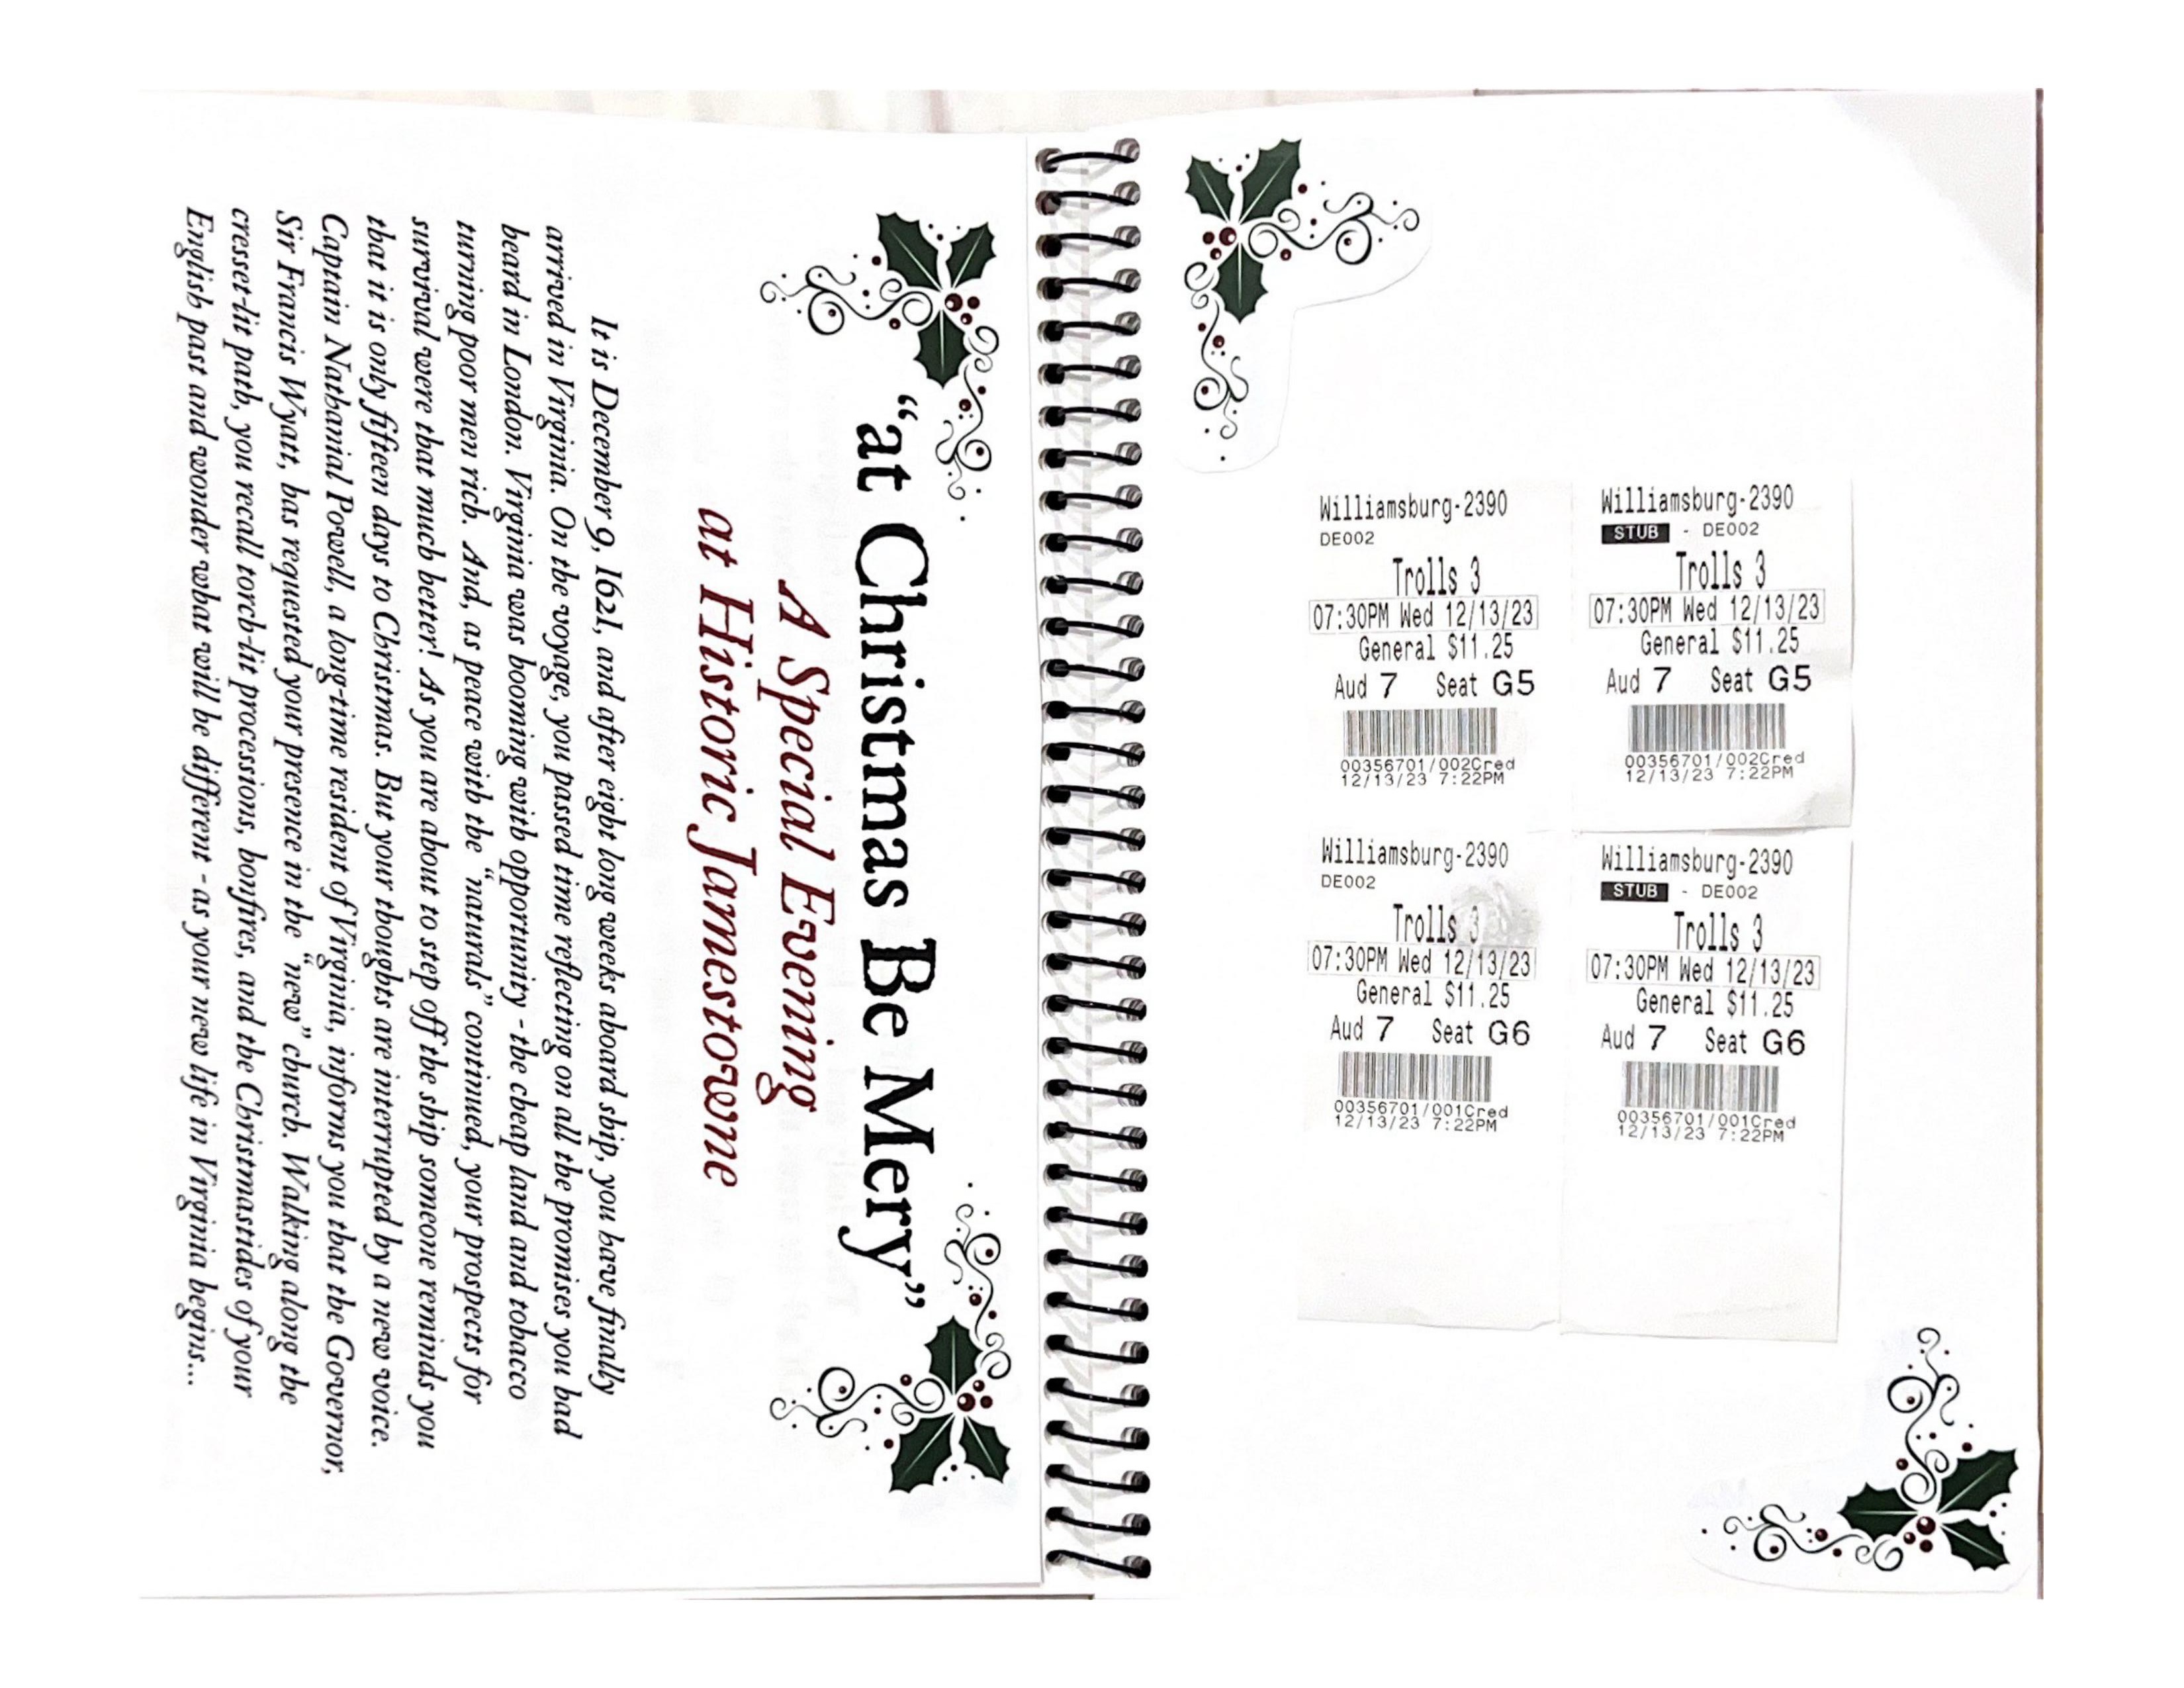 “at Christmas Be Mery”
A Special Evening
at Historic Jamestowne
It is December 9, 1621, and after eight long weeks aboard ship, you have finally
arrived in Virginia. On the voyage, you passed time reflecting on all the promises you had
heard in London. Virginia was booming with opportunity - the cheap land and tobacco
turning poor men rich. And, as peace with the “naturals” continued, your prospects for
survival were that much better! As you are about to step off the ship someone reminds you
that it is only fifteen days to Christmas. But your thoughts are interrupted by a new voice.
Captain Nathanial Powell, a long-time resident of Virginia, informs you that the Governor,
Sir Francis Wyatt, has requested your presence in the “new” church. Walking along the
cresset-lit path, you recall torch-lit processions, bonfires, and the Christmastides of your
English past and wonder what will be different - as your new life in Virginia begins...
Williamsburg-2390
DE002
Trolls 3
07:30PM Wed 12/13/23
General $11.25
Aud 7 Seat G5
00356701/002Cred
12/13/23 7:22PM
Williamsburg-2390
STUB - DE002
Trolls 3
07:30PM Wed 12/13/23
General $11.25
Aud 7 Seat G5
00356701/002Cred
12/13/23 7:22PM
Williamsburg-2390
DE002
Trolls 3
07:30PM Wed 12/13/23
General $11.25
Aud 7 Seat G6
00356701/001Cred
12/13/23 7:22PM
Williamsburg-2390
STUB - DE002
Trolls 3
07:30PM Wed 12/13/23
General $11.25
Aud 7 Seat G6
00356701/001Cred
12/13/23 7:22PM